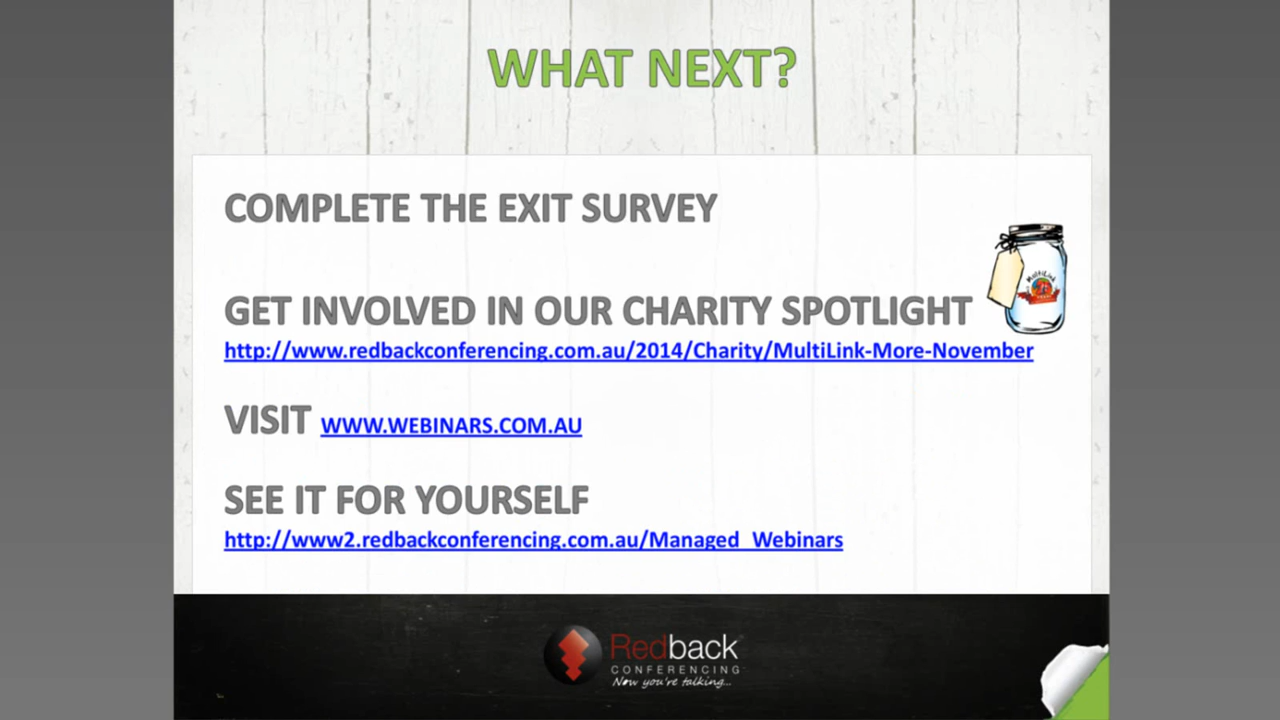 WHAT NEXT?
COMPLETE THE EXIT SURVEY
GET INVOLVED IN OUR CHARITY SPOTLIGHT
http://www.redbackconferencing.com.au/2014/Charity/MultiLink-More-November
VISIT WWW.WEBINARS.COM.AU
SEE IT FOR YOURSELF
http://www2.redbackconferencing.com.au/Managed_Webinars
MultiLink
Redback
CONFERENCING
Now you're talking...